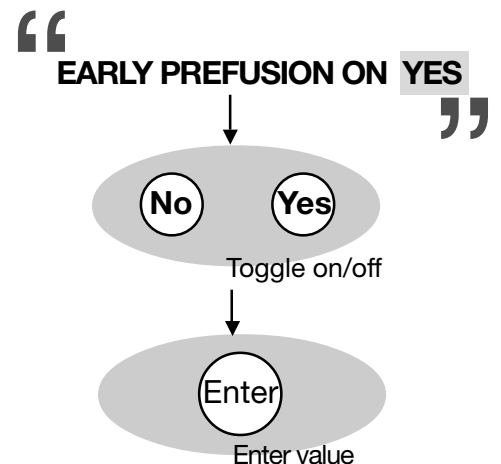 “
EARLY PREFUSION ON YES
”
No Yes
Toggle on/off
Enter
Enter value